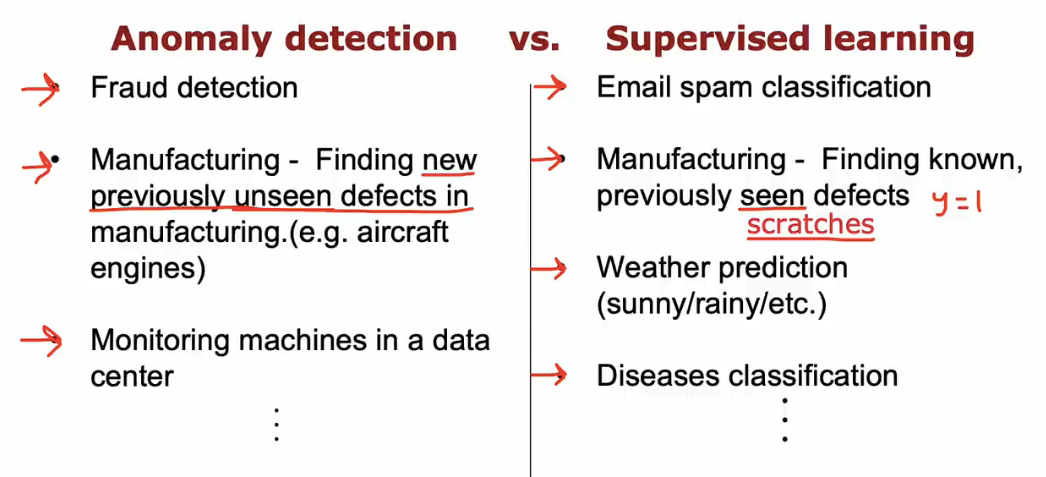 Anomaly detection vs. Supervised learning
Fraud detection
Manufacturing - Finding new
previously unseen defects in
manufacturing.(e.g. aircraft
engines)
Monitoring machines in a data
center
Email spam classification
Manufacturing - Finding known,
previously seen defects y=1
scratches
Weather prediction
(sunny/rainy/etc.)
Diseases classification